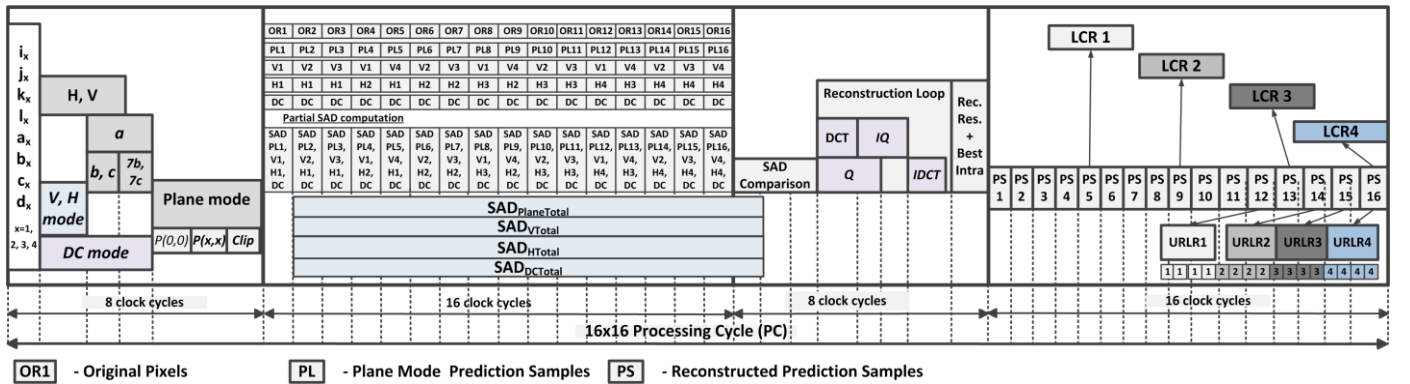 i_x
j_x
k_x
l_x
a_x
b_x
c_x
d_x
x=1,
2, 3, 4
H, V
a
b, c
7b,
7c
V, H
mode
DC mode
Plane mode
P(0,0) P(x,x) Clip
OR1 OR2 OR3 OR4 OR5 OR6 OR7 OR8 OR9 OR10 OR11 OR12 OR13 OR14 OR15 OR16
PL1 PL2 PL3 PL4 PL5 PL6 PL7 PL8 PL9 PL10 PL11 PL12 PL13 PL14 PL15 PL16
V1 V2 V3 V1 V4 V2 V3 V1 V4 V2 V3 V1 V4 V2 V3 V4
H1 H1 H1 H2 H1 H2 H2 H3 H2 H3 H3 H4 H3 H4 H4 H4
DC DC DC DC DC DC DC DC DC DC DC DC DC DC DC DC
Partial SAD computation
SAD SAD SAD SAD SAD SAD SAD SAD SAD SAD SAD SAD SAD SAD SAD SAD
PL1, PL2, PL3, PL4, PL5, PL6, PL7, PL8, PL9, PL10, PL11, PL12, PL13, PL14, PL15, PL16,
V1, V2, V3, V1, V4, V2, V3, V1, V4, V2, V3, V1, V4, V2, V3, V4,
H1, H1, H1, H2, H1, H2, H2, H3, H2, H3, H3, H4, H3, H4, H4, H4,
DC DC DC DC DC DC DC DC DC DC DC DC DC DC DC DC
SAD_PlaneTotal
SAD_VTotal
SAD_HTotal
SAD_DCTotal
SAD
Comparison
Reconstruction Loop
DCT IQ
Q IDCT
Rec.
Res.
+
Best
Intra
LCR 1
LCR 2
LCR 3
LCR4
PS PS PS PS PS PS PS PS PS PS PS PS PS PS PS PS
1 2 3 4 5 6 7 8 9 10 11 12 13 14 15 16
URLR1 URLR2 URLR3 URLR4
1 1 1 1 2 2 2 2 3 3 3 3 4 4 4 4
8 clock cycles 16 clock cycles 8 clock cycles 16 clock cycles
16x16 Processing Cycle (PC)
OR1 - Original Pixels PL - Plane Mode Prediction Samples PS - Reconstructed Prediction Samples